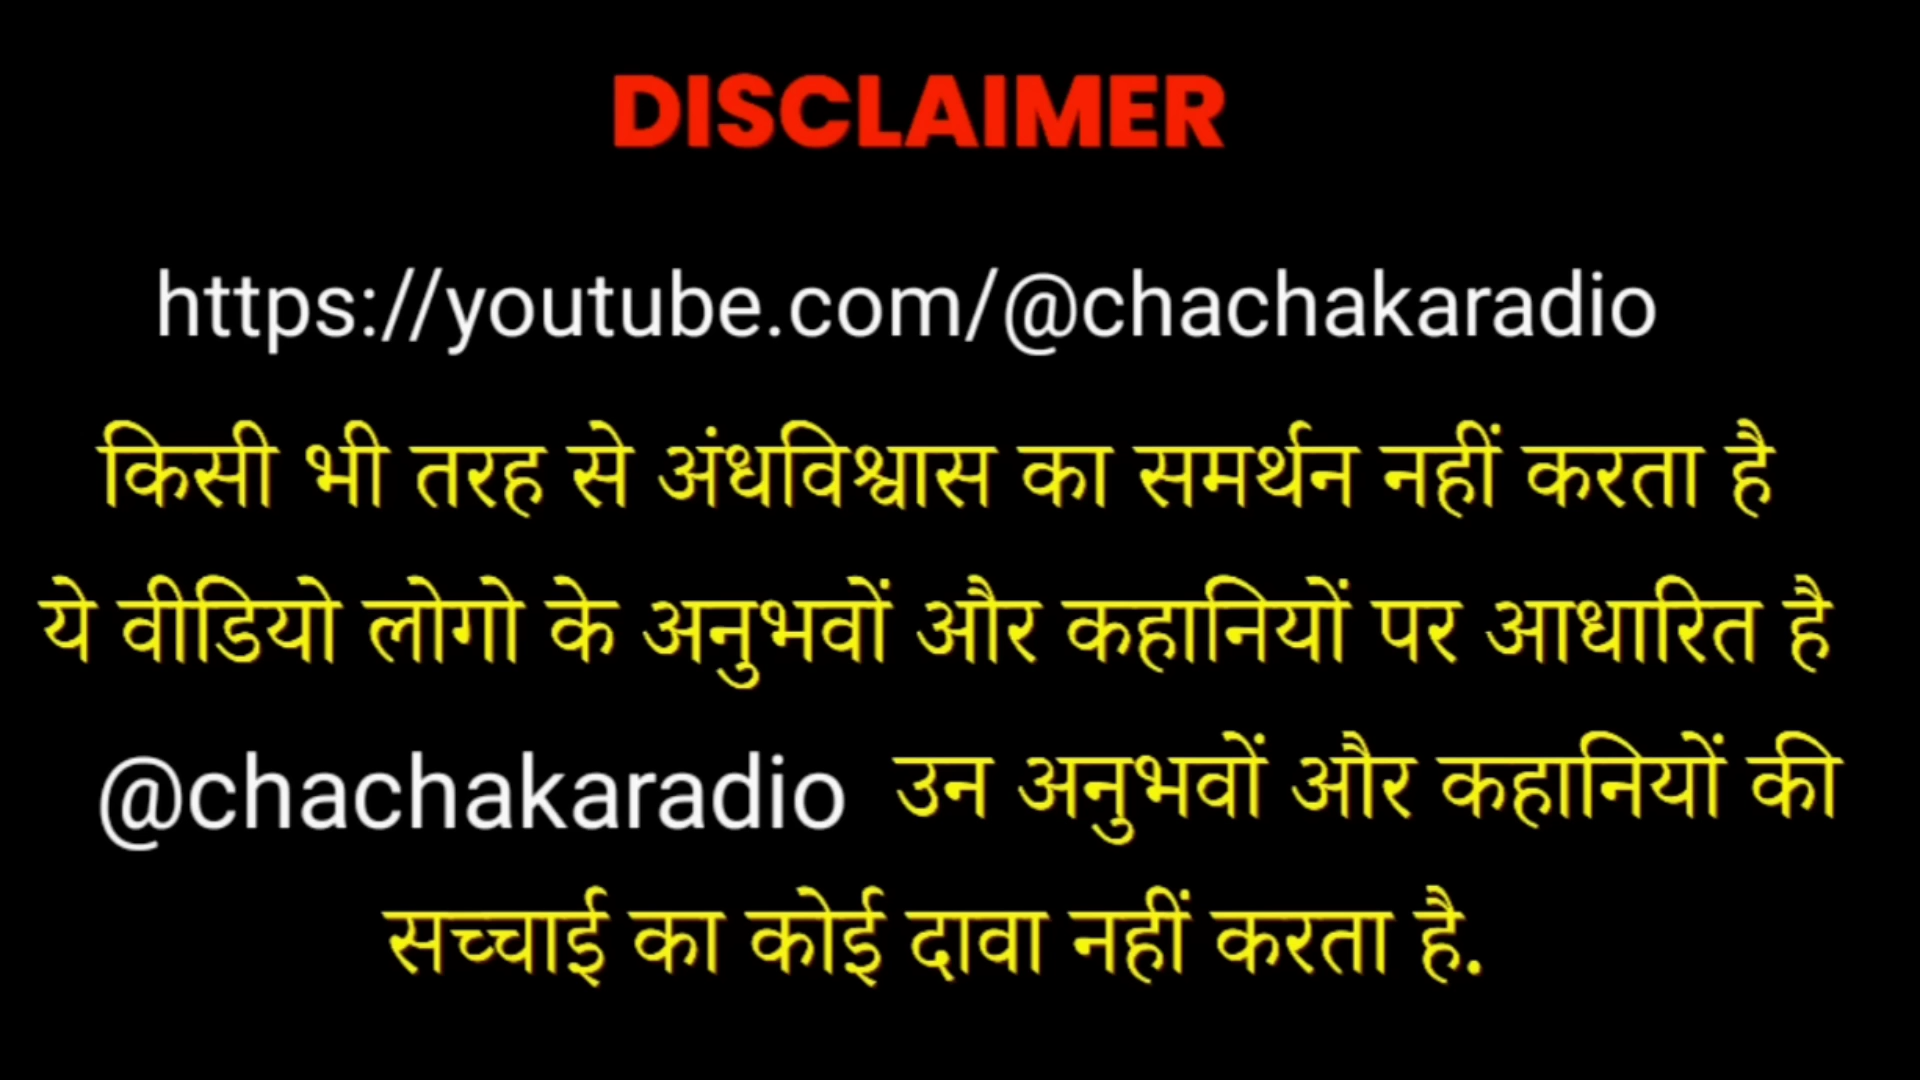 DISCLAIMER
https://youtube.com/@chachakaradio
किसी भी तरह से अंधविश्वास का समर्थन नहीं करता है
ये वीडियो लोगो के अनुभवों और कहानियों पर आधारित है
@chachakaradio उन अनुभवों और कहानियों की
सच्चाई का कोई दावा नहीं करता है.